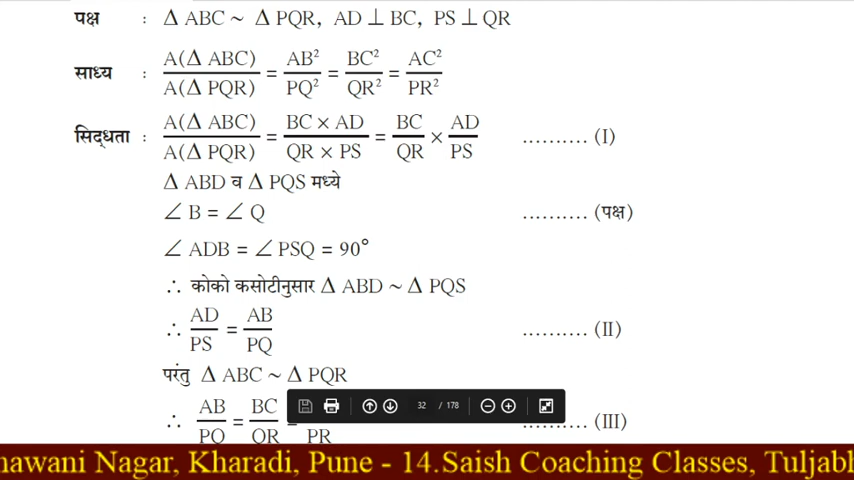 पक्ष : Δ ABC ~ Δ PQR, AD ⊥ BC, PS ⊥ QR
साध्य : A(Δ ABC)/A(Δ PQR) = AB²/PQ² = BC²/QR² = AC²/PR²
सिद्धता : A(Δ ABC)/A(Δ PQR) = BC × AD/QR × PS = BC/QR × AD/PS .......... (I)
Δ ABD व Δ PQS मध्ये
∠ B = ∠ Q .......... (पक्ष)
∠ ADB = ∠ PSQ = 90°
∴ कोको कसोटीनुसार Δ ABD ~ Δ PQS
∴ AD/PS = AB/PQ .......... (II)
परंतु Δ ABC ~ Δ PQR
∴ AB/PQ = BC/QR = /PR .......... (III)
32 / 178
nawani Nagar, Kharadi, Pune - 14.Saish Coaching Classes, Tuljabh